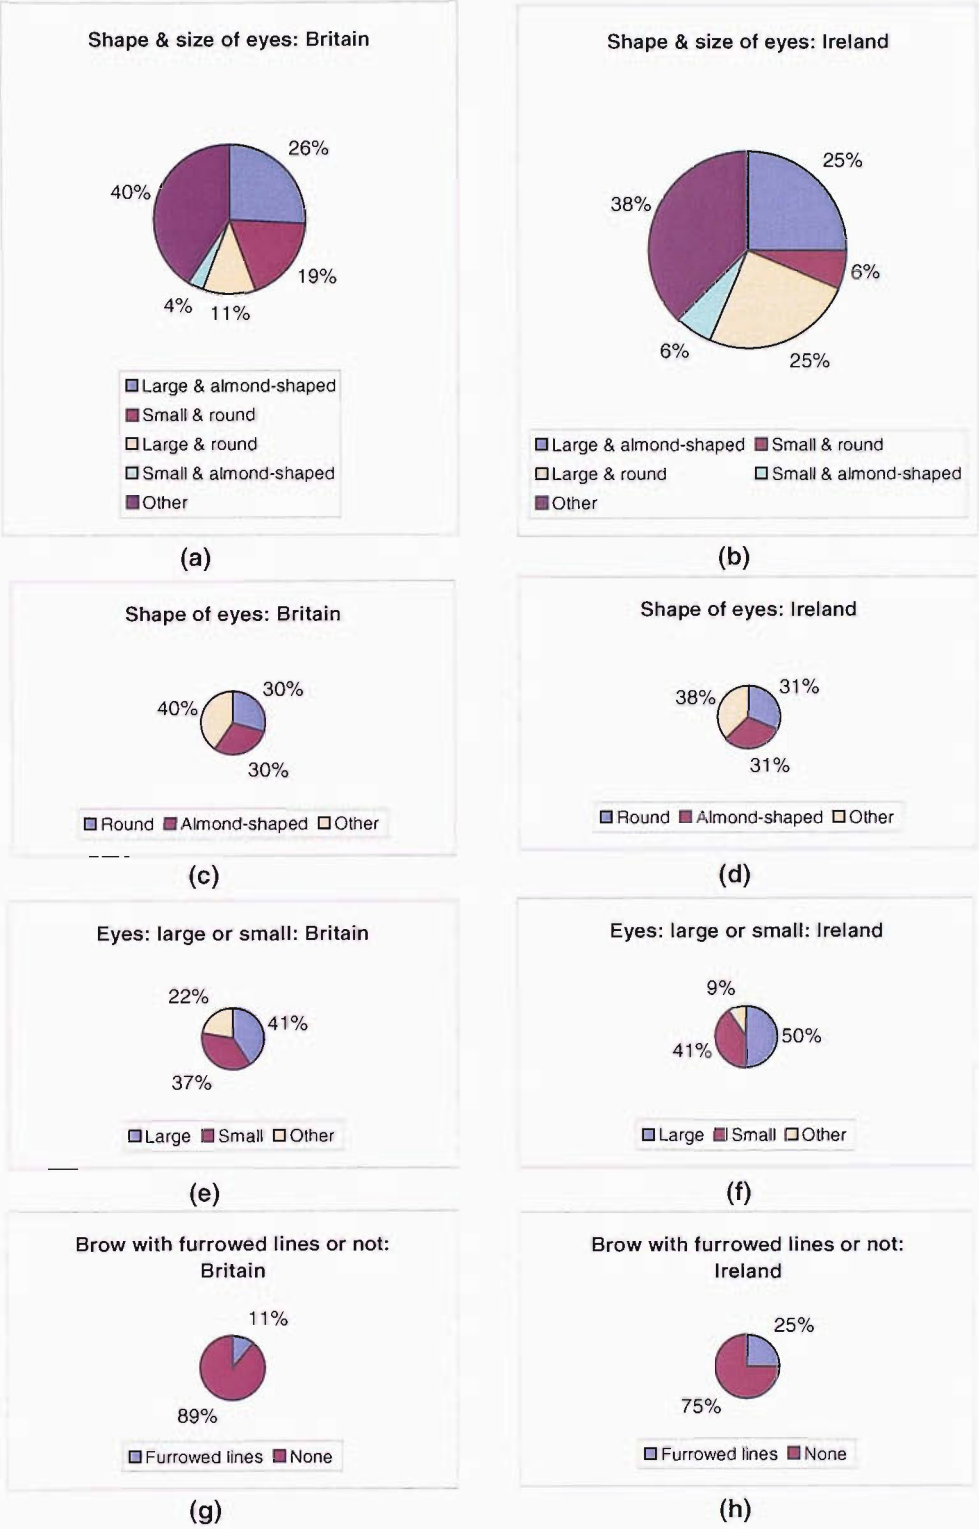 Shape & size of eyes: Britain
26%
40%
19%
4%
11%
Large & almond-shaped
Small & round
Large & round
Small & almond-shaped
Other
(a)
Shape & size of eyes: Ireland
25%
38%
6%
6%
25%
Large & almond-shaped Small & round
Large & round Small & almond-shaped
Other
(b)
Shape of eyes: Britain
30%
40%
30%
Round Almond-shaped Other
(c)
Shape of eyes: Ireland
31%
38%
31%
Round Almond-shaped Other
(d)
Eyes: large or small: Britain
22%
41%
37%
Large Small Other
(e)
Eyes: large or small: Ireland
9%
50%
41%
Large Small Other
(f)
Brow with furrowed lines or not:
Britain
11%
89%
Furrowed lines None
(g)
Brow with furrowed lines or not:
Ireland
25%
75%
Furrowed lines None
(h)